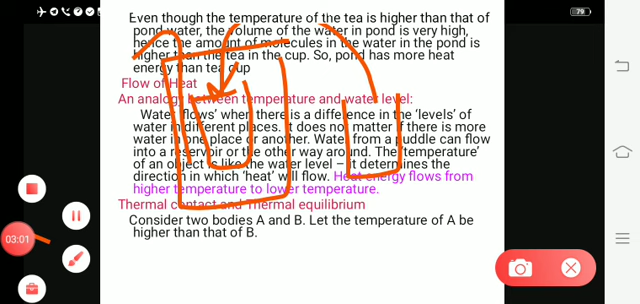 79
Even though the temperature of the tea is higher than that of
pond water, the volume of the water in pond is very high,
hence the amount of molecules in the water in the pond is
higher than the tea in the cup. So, pond has more heat
energy than tea cup
Flow of Heat
An analogy between temperature and water level:
Water 'flows' when there is a difference in the 'levels' of
water in different places. It does not matter if there is more
water in one place or another. Water from a puddle can flow
into a reservoir or the other way around. The 'temperature'
of an object is like the water level – it determines the
direction in which 'heat' will flow. Heat energy flows from
higher temperature to lower temperature.
Thermal contact and Thermal equilibrium
Consider two bodies A and B. Let the temperature of A be
higher than that of B.
03:01